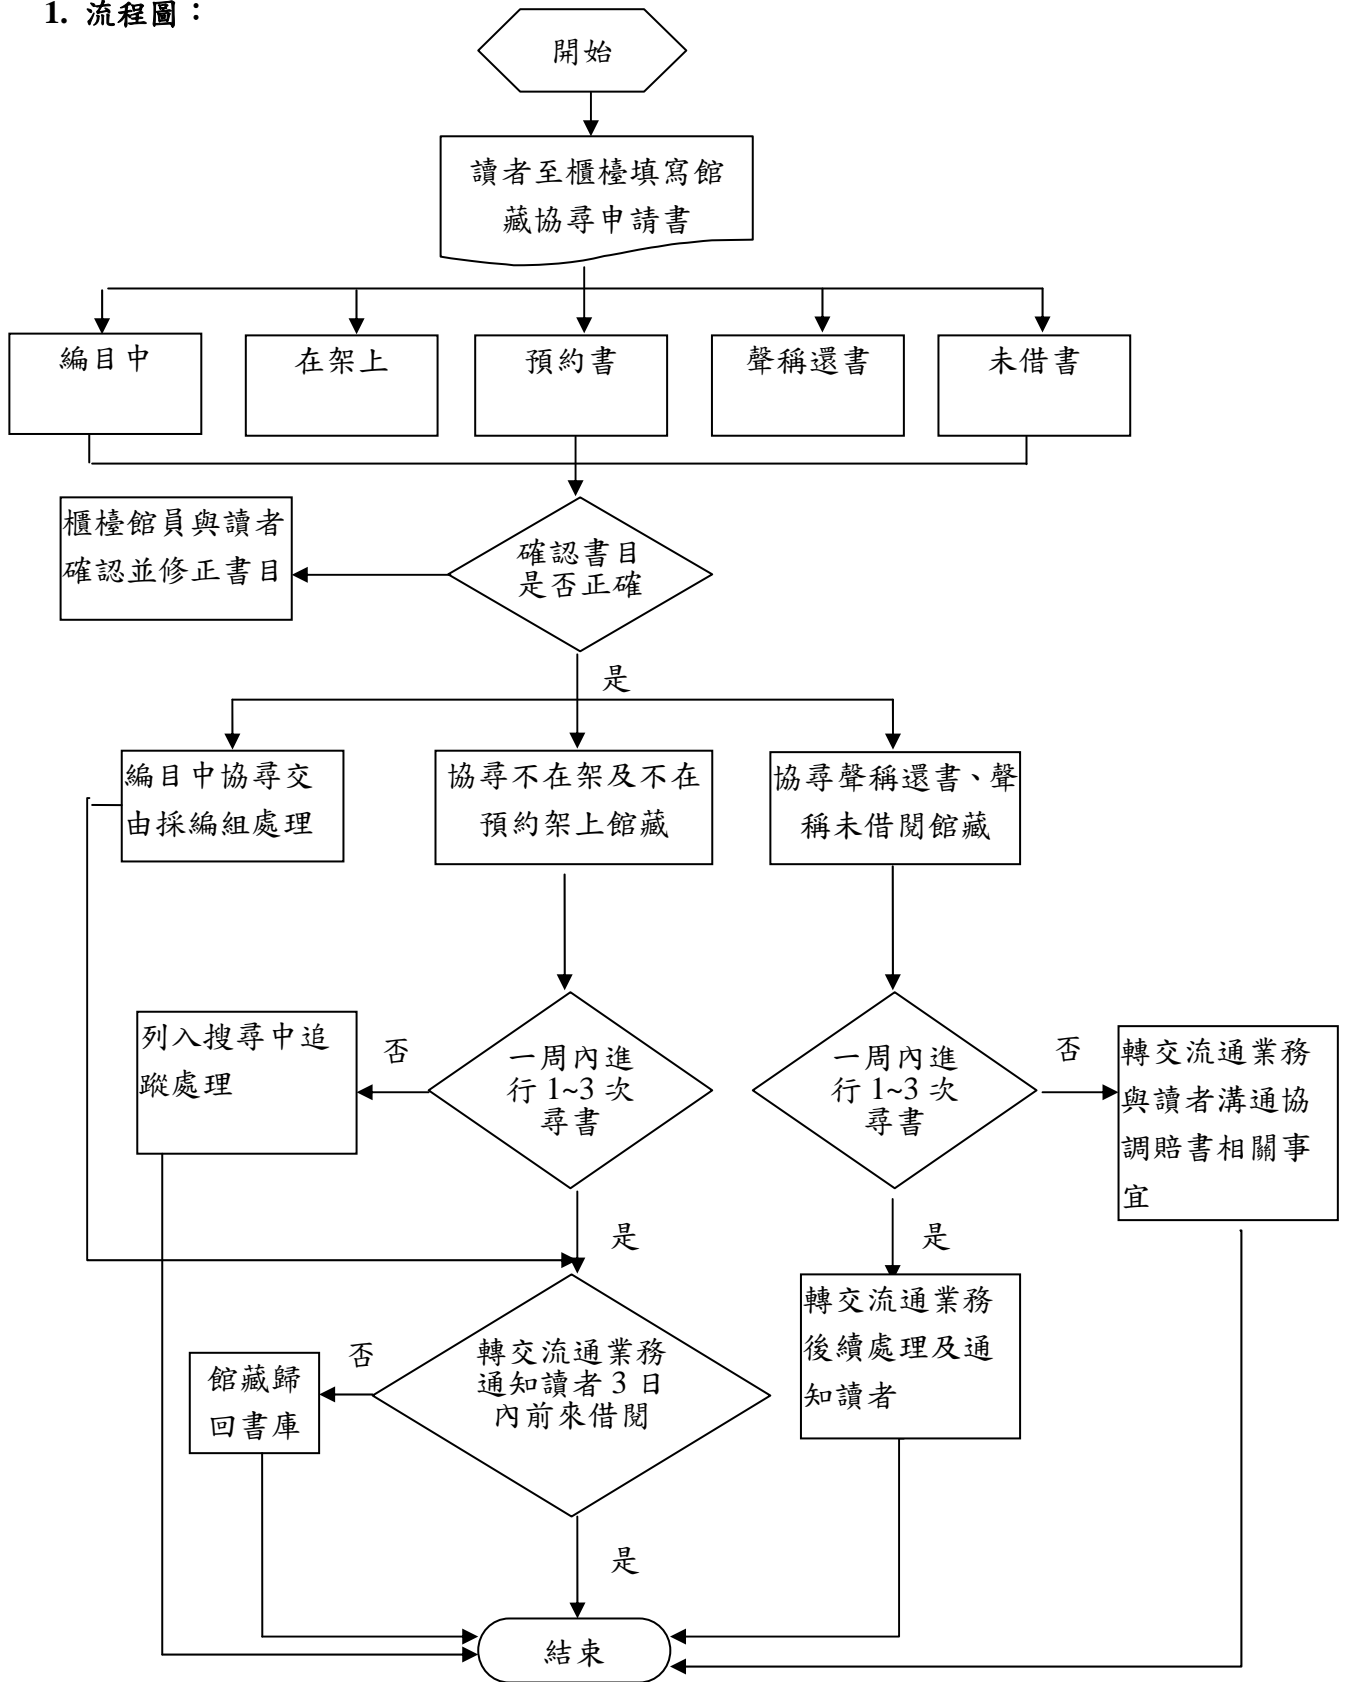 1. 流程圖：
開始
讀者至櫃檯填寫館
藏協尋申請書
編目中
在架上
預約書
聲稱還書
未借書
櫃檯館員與讀者
確認並修正書目
確認書目
是否正確
是
編目中協尋交
由採編組處理
協尋不在架及不在
預約架上館藏
協尋聲稱還書、聲
稱未借閱館藏
列入搜尋中追
蹤處理
否
一周內進
行 1~3 次
尋書
一周內進
行 1~3 次
尋書
否
轉交流通業務
與讀者溝通協
調賠書相關事
宜
是
是
館藏歸
回書庫
否
轉交流通業務
通知讀者 3 日
內前來借閱
轉交流通業務
後續處理及通
知讀者
是
結束